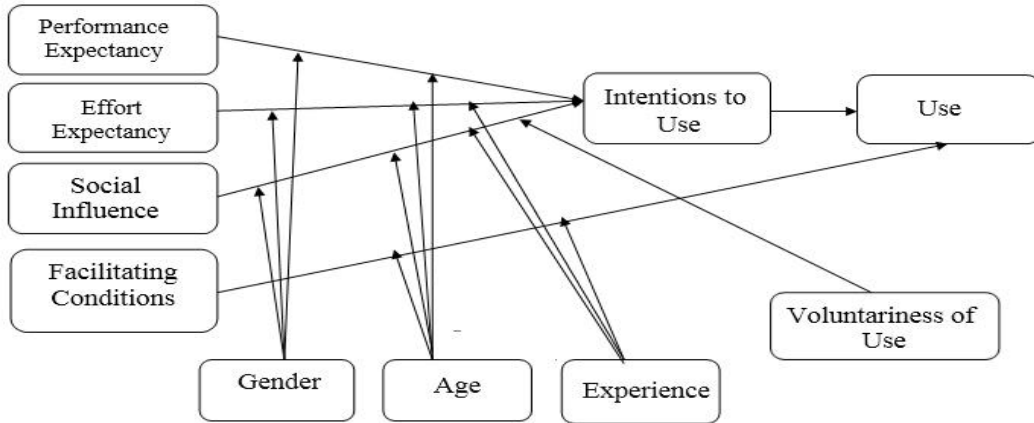 Performance
Expectancy
Effort
Expectancy
Social
Influence
Facilitating
Conditions
Intentions to
Use
Use
Voluntariness of
Use
Gender
Age
Experience